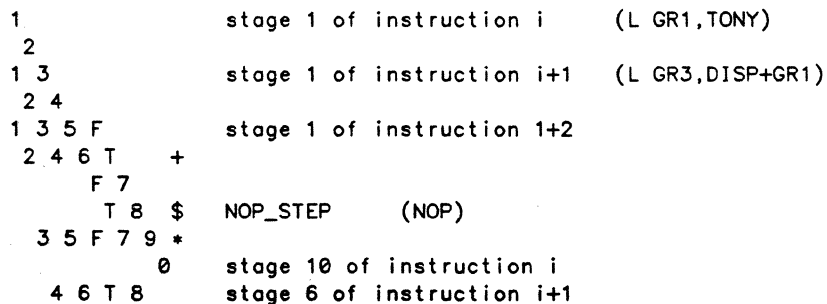 1                stage 1 of instruction i     (L GR1,TONY)
 2
1 3              stage 1 of instruction i+1   (L GR3,DISP+GR1)
 2 4
1 3 5 F          stage 1 of instruction 1+2
 2 4 6 T    +
      F 7
       T 8  $    NOP_STEP     (NOP)
  3 5 F 7 9 *
           0     stage 10 of instruction i
   4 6 T 8       stage 6 of instruction i+1